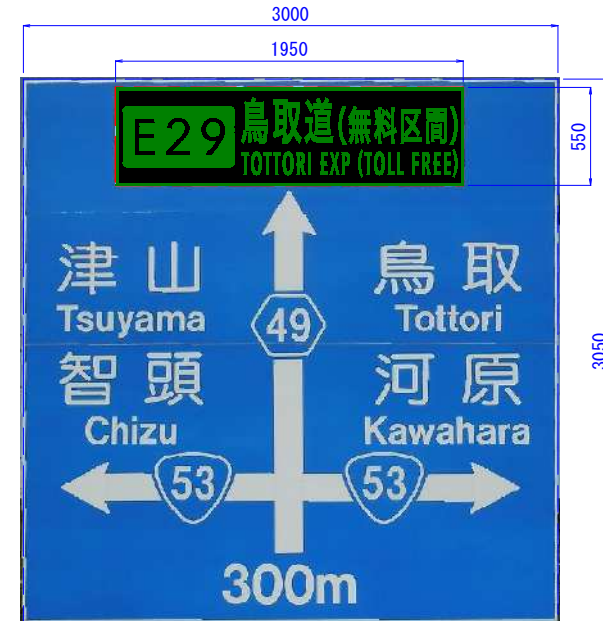 3000
1950
550
3050
E29 鳥取道(無料区間)
TOTTORI EXP (TOLL FREE)
津山 鳥取
Tsuyama 49 Tottori
智頭 河原
Chizu Kawahara
53 53
300m